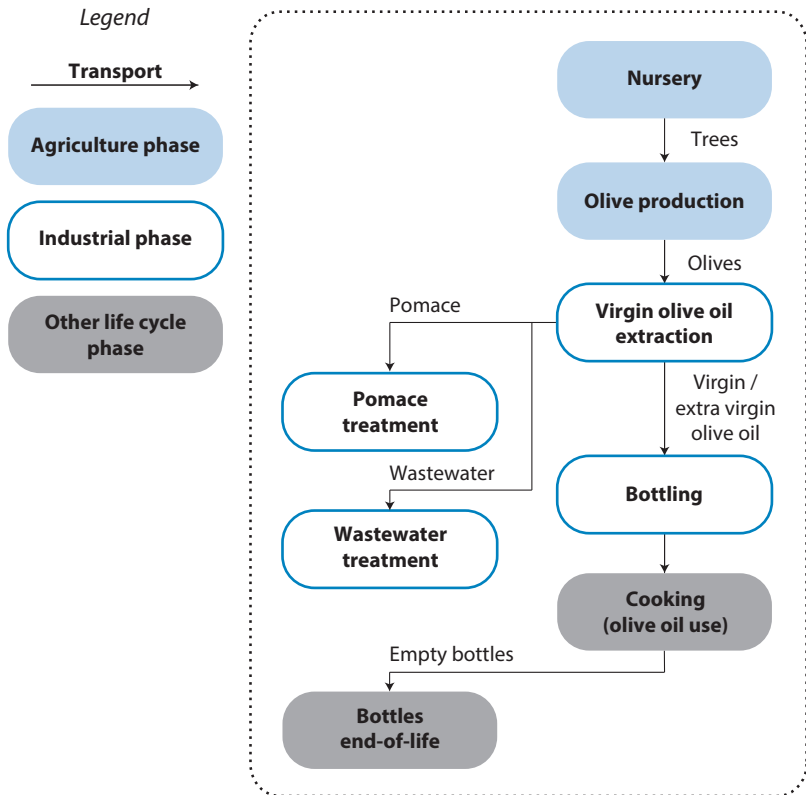 Legend
Transport
Agriculture phase
Industrial phase
Other life cycle
phase
Nursery
Trees
Olive production
Olives
Virgin olive oil
extraction
Pomace
Pomace
treatment
Virgin /
extra virgin
olive oil
Wastewater
Wastewater
treatment
Bottling
Cooking
(olive oil use)
Empty bottles
Bottles
end-of-life